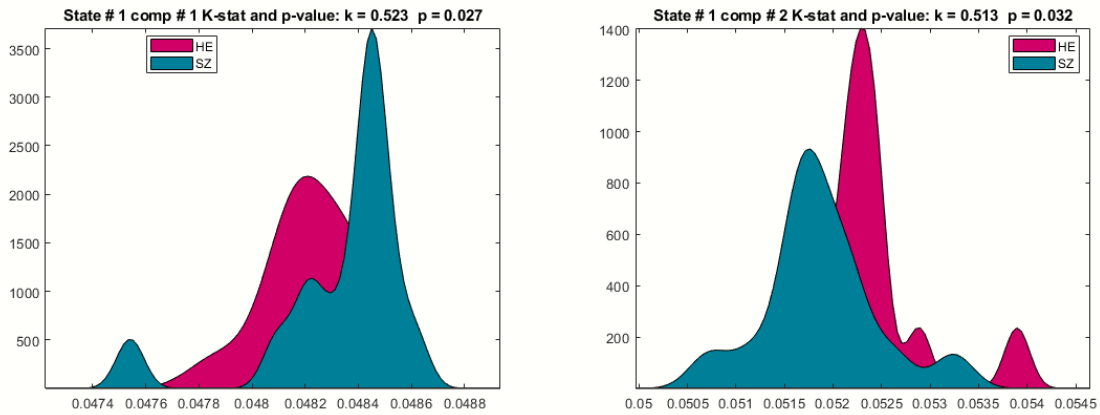 State # 1 comp # 1 K-stat and p-value: k = 0.523 p = 0.027
HE
SZ
3500
3000
2500
2000
1500
1000
500
0.0474 0.0476 0.0478 0.048 0.0482 0.0484 0.0486 0.0488
State # 1 comp # 2 K-stat and p-value: k = 0.513 p = 0.032
HE
SZ
1400
1200
1000
800
600
400
200
0.05 0.0505 0.051 0.0515 0.052 0.0525 0.053 0.0535 0.054 0.0545